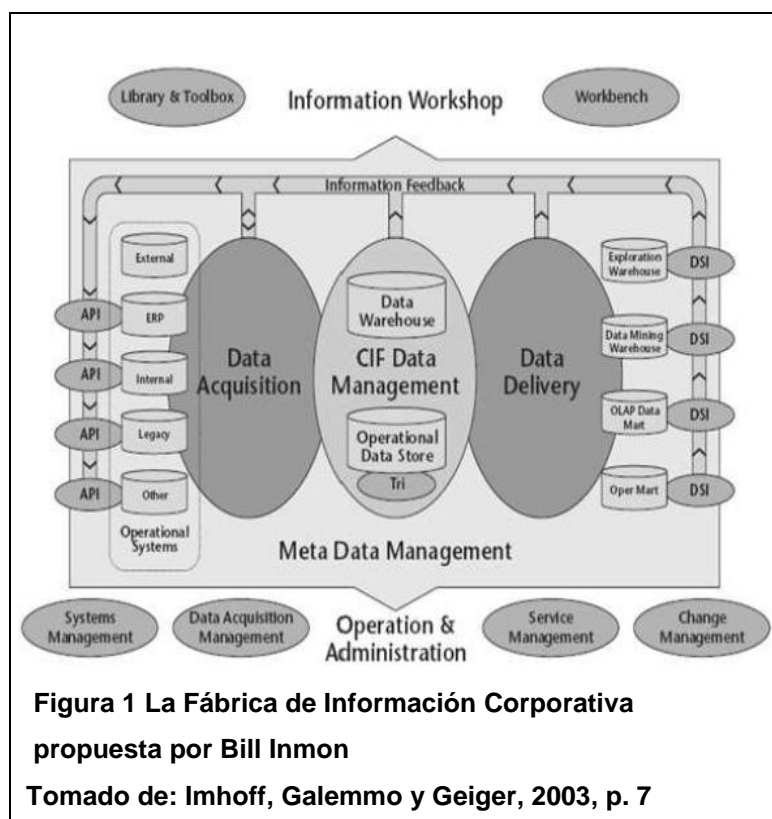 Library & Toolbox
Information Workshop
Workbench
Information Feedback
External
ERP
Internal
Legacy
Other
Operational
Systems
API
API
API
API
Data
Acquisition
Data
Warehouse
CIF Data
Management
Operational
Data Store
Tri
Data
Delivery
Exploration
Warehouse
Data Mining
Warehouse
OLAP Data
Mart
Oper Mart
DSI
DSI
DSI
DSI
Meta Data Management
Systems
Management
Data Acquisition
Management
Operation &
Administration
Service
Management
Change
Management
Figura 1 La Fábrica de Información Corporativa
propuesta por Bill Inmon
Tomado de: Imhoff, Galemmo y Geiger, 2003, p. 7